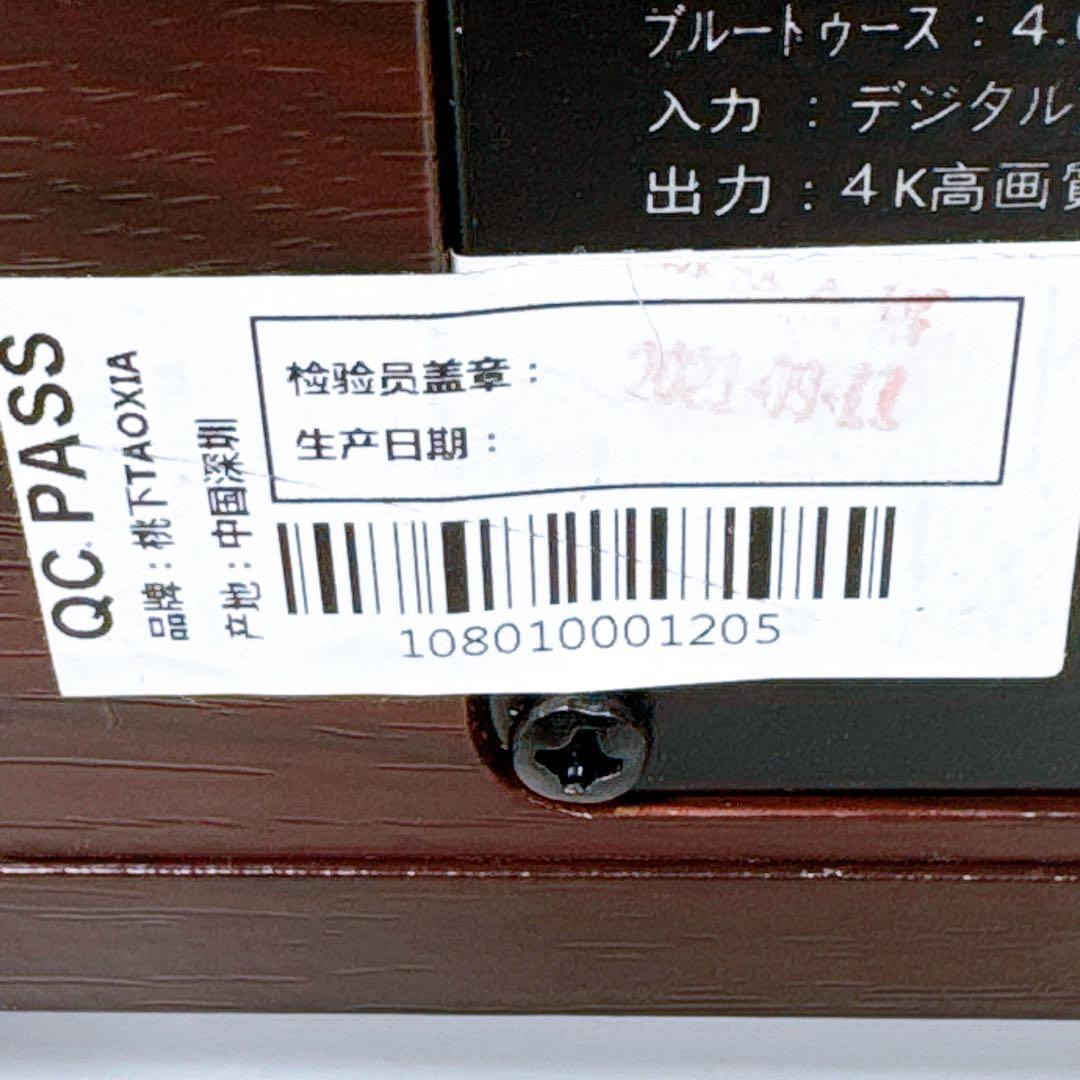 ブルートゥース：4.
入力 ：デジタル
出力：4K高画質
QC PASS
品牌：桃下TAOXIA
产地：中国深圳
检验员盖章：
生产日期：
2021-09-11
108010001205